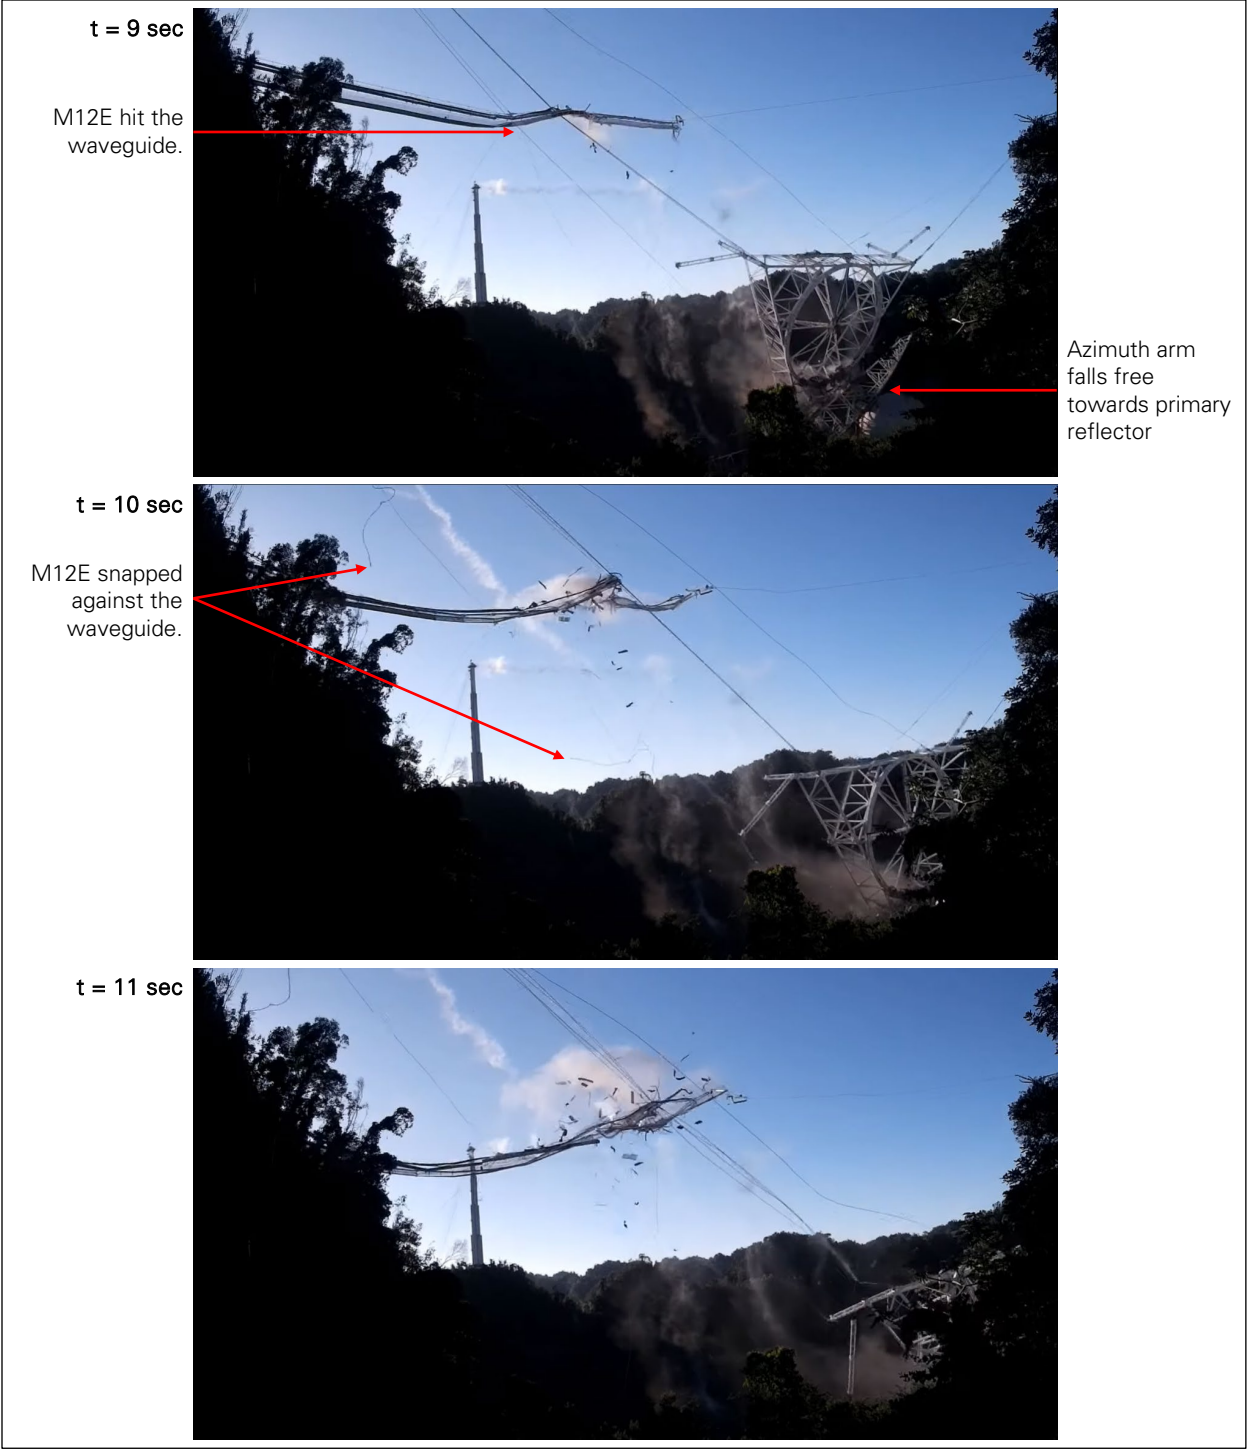 t = 9 sec
M12E hit the
waveguide.
Azimuth arm
falls free
towards primary
reflector
t = 10 sec
M12E snapped
against the
waveguide.
t = 11 sec